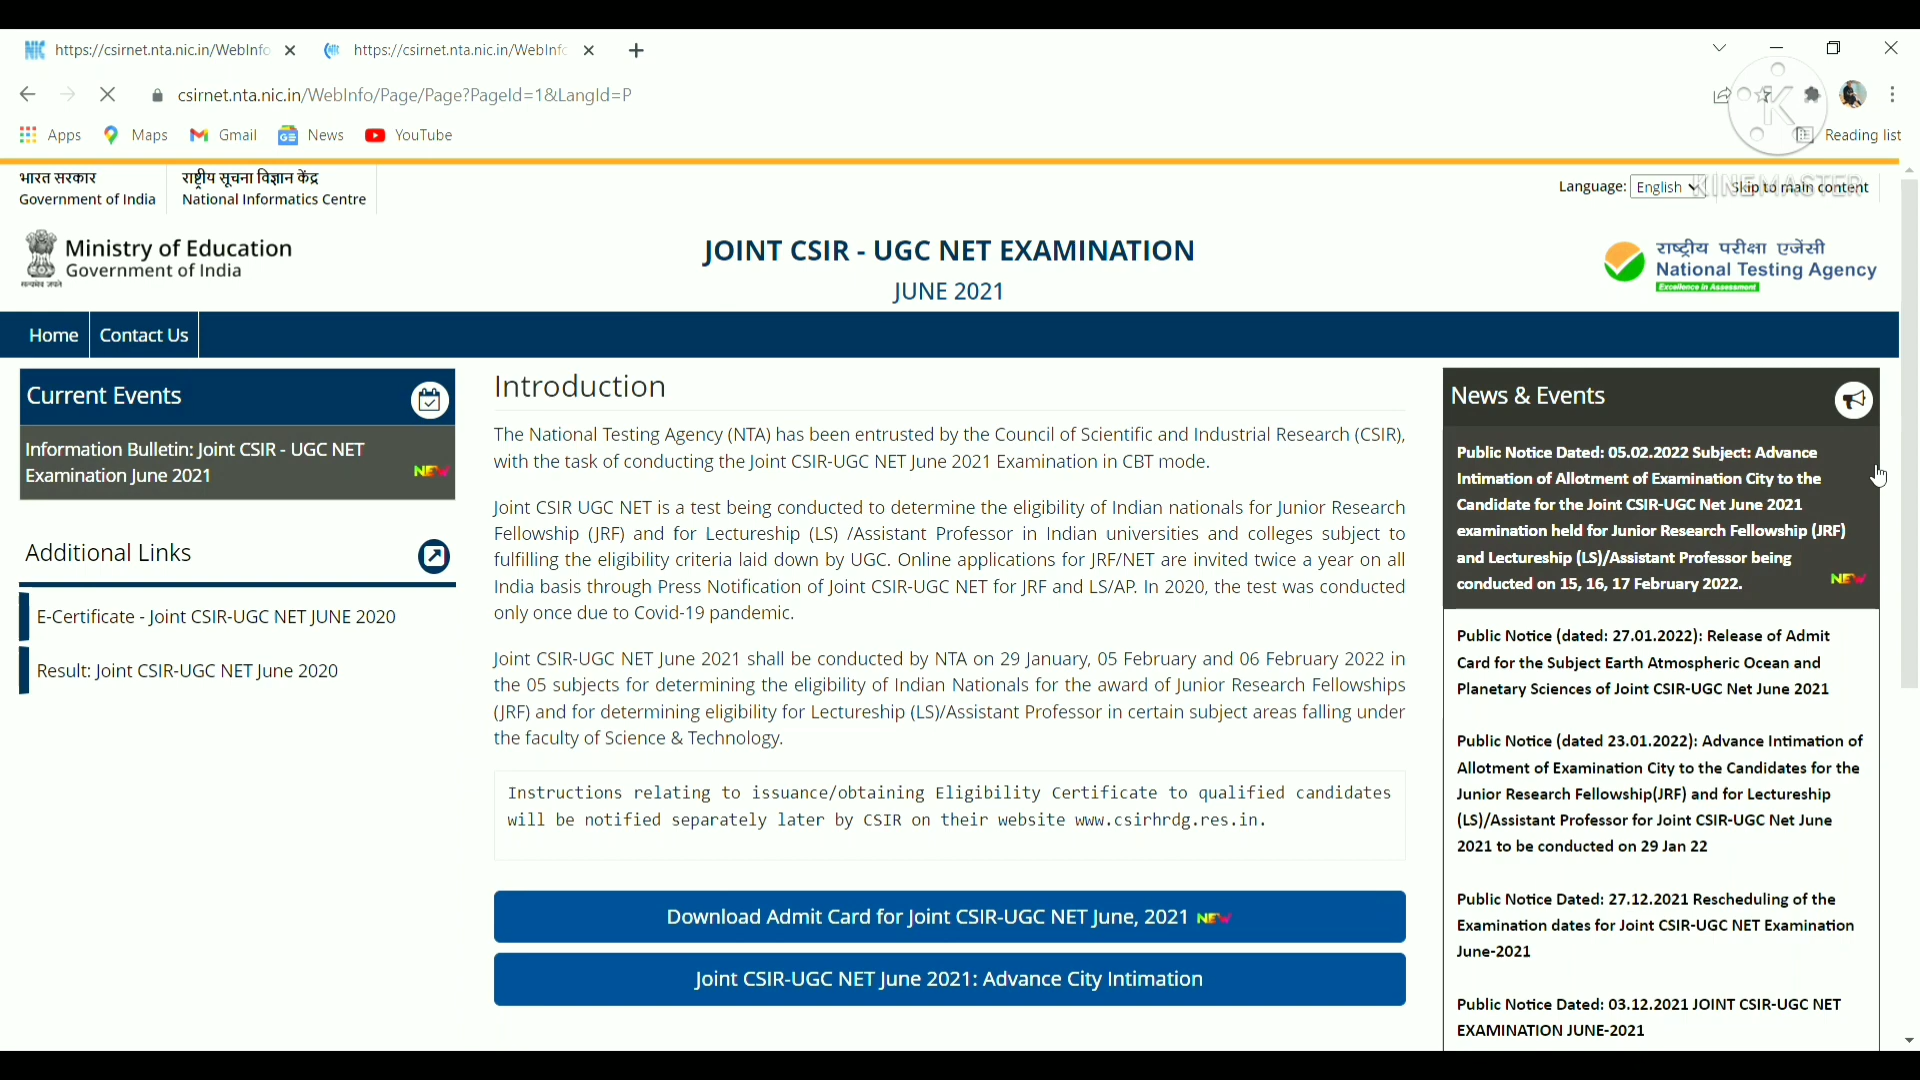 https://csirnet.nta.nic.in/WebInfo
https://csirnet.nta.nic.in/WebInfo
csirnet.nta.nic.in/WebInfo/Page/Page?PageId=1&LangId=P
Apps
Maps
Gmail
News
YouTube
Reading list
KINEMASTER
भारत सरकार
Government of India
राष्ट्रीय सूचना विज्ञान केंद्र
National Informatics Centre
Language: English
Skip to main content
सत्यमेव जयते
Ministry of Education
Government of India
JOINT CSIR - UGC NET EXAMINATION
JUNE 2021
राष्ट्रीय परीक्षा एजेंसी
National Testing Agency
Excellence in Assessment
Home
Contact Us
Current Events
Information Bulletin: Joint CSIR - UGC NET
Examination June 2021
NEW
Additional Links
E-Certificate - Joint CSIR-UGC NET JUNE 2020
Result: Joint CSIR-UGC NET June 2020
Introduction
The National Testing Agency (NTA) has been entrusted by the Council of Scientific and Industrial Research (CSIR),
with the task of conducting the Joint CSIR-UGC NET June 2021 Examination in CBT mode.
Joint CSIR UGC NET is a test being conducted to determine the eligibility of Indian nationals for Junior Research
Fellowship (JRF) and for Lectureship (LS) /Assistant Professor in Indian universities and colleges subject to
fulfilling the eligibility criteria laid down by UGC. Online applications for JRF/NET are invited twice a year on all
India basis through Press Notification of Joint CSIR-UGC NET for JRF and LS/AP. In 2020, the test was conducted
only once due to Covid-19 pandemic.
Joint CSIR-UGC NET June 2021 shall be conducted by NTA on 29 January, 05 February and 06 February 2022 in
the 05 subjects for determining the eligibility of Indian Nationals for the award of Junior Research Fellowships
(JRF) and for determining eligibility for Lectureship (LS)/Assistant Professor in certain subject areas falling under
the faculty of Science & Technology.
Instructions relating to issuance/obtaining Eligibility Certificate to qualified candidates
will be notified separately later by CSIR on their website www.csirhrdg.res.in.
Download Admit Card for Joint CSIR-UGC NET June, 2021 NEW
Joint CSIR-UGC NET June 2021: Advance City Intimation
News & Events
Public Notice Dated: 05.02.2022 Subject: Advance
Intimation of Allotment of Examination City to the
Candidate for the Joint CSIR-UGC Net June 2021
examination held for Junior Research Fellowship (JRF)
and Lectureship (LS)/Assistant Professor being
conducted on 15, 16, 17 February 2022.
NEW
Public Notice (dated: 27.01.2022): Release of Admit
Card for the Subject Earth Atmospheric Ocean and
Planetary Sciences of Joint CSIR-UGC Net June 2021
Public Notice (dated 23.01.2022): Advance Intimation of
Allotment of Examination City to the Candidates for the
Junior Research Fellowship(JRF) and for Lectureship
(LS)/Assistant Professor for Joint CSIR-UGC Net June
2021 to be conducted on 29 Jan 22
Public Notice Dated: 27.12.2021 Rescheduling of the
Examination dates for Joint CSIR-UGC NET Examination
June-2021
Public Notice Dated: 03.12.2021 JOINT CSIR-UGC NET
EXAMINATION JUNE-2021